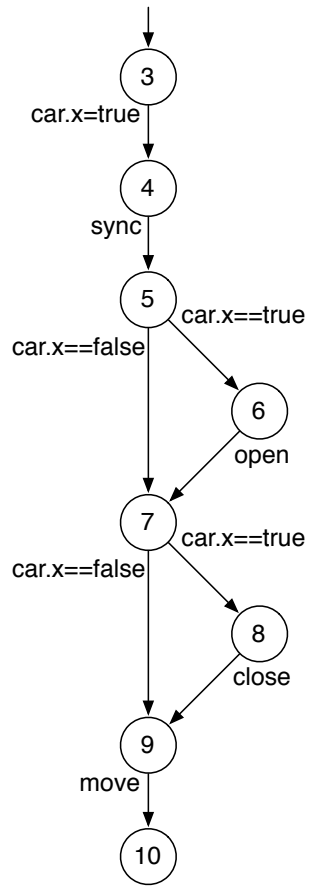 3
car.x=true
4
sync
5
car.x==true
car.x==false
6
open
7
car.x==true
car.x==false
8
close
9
move
10